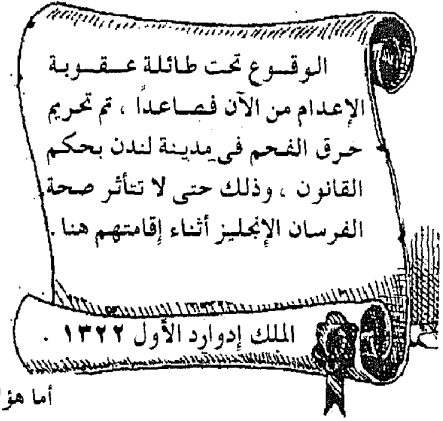 الوقوع تحت طائلة عقوبة
الإعدام من الآن فصاعداً ، تم تحريم
حرق الفحم في مدينة لندن بحكم
القانون ، وذلك حتى لا تتأثر صحة
الفرسان الإنجليز أثناء إقامتهم هنا .
الملك إدوارد الأول ١٣٢٢ .
أما هؤلا